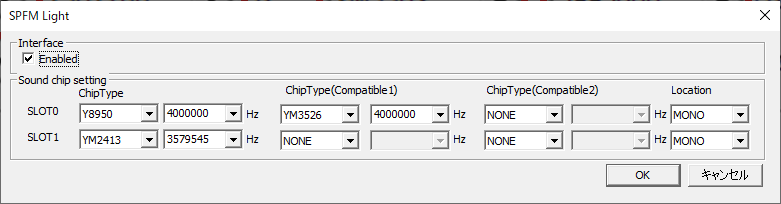 SPFM Light
Interface
Enabled
Sound chip setting
ChipType ChipType(Compatible1) ChipType(Compatible2) Location
SLOT0 Y8950 4000000 Hz YM3526 4000000 Hz NONE Hz MONO
SLOT1 YM2413 3579545 Hz NONE Hz NONE Hz MONO
OK キャンセル